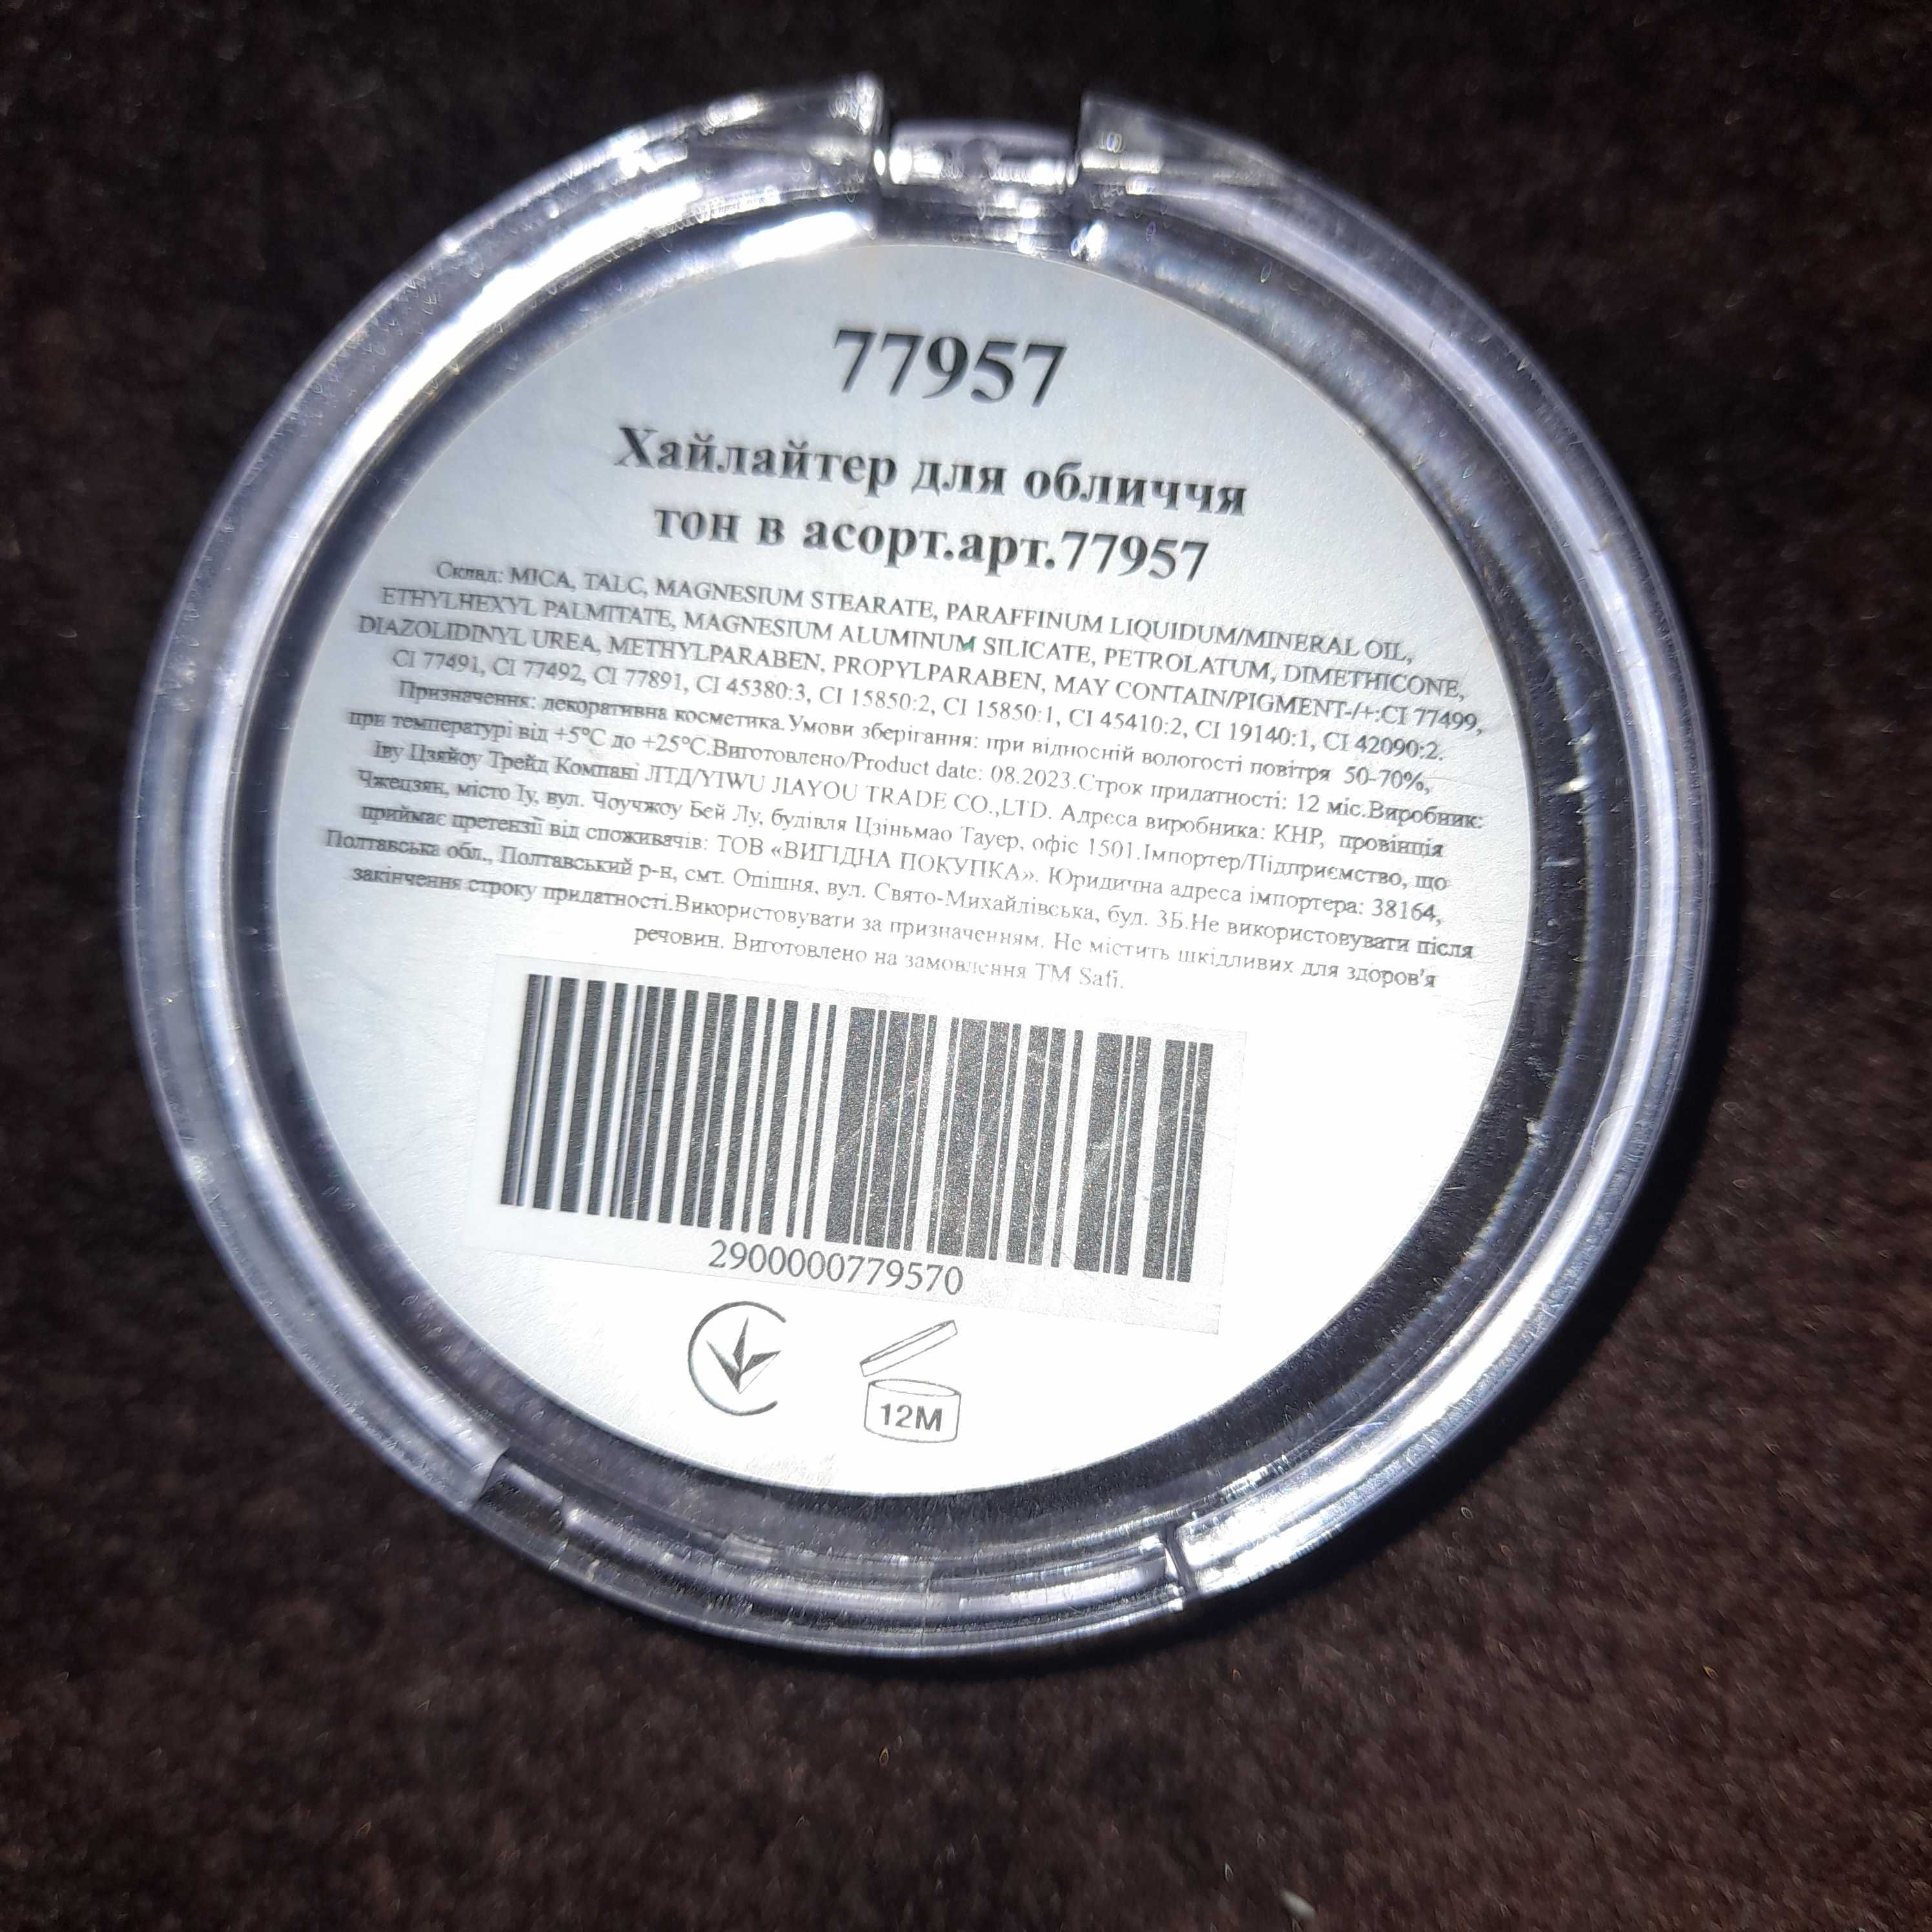 77957
Хайлайтер для обличчя
тон в асорт.арт.77957
Склад: MICA, TALC, MAGNESIUM STEARATE, PARAFFINUM LIQUIDUM/MINERAL OIL,
ETHYLHEXYL PALMITATE, MAGNESIUM ALUMINUM SILICATE, PETROLATUM, DIMETHICONE,
DIAZOLIDINYL UREA, METHYLPARABEN, PROPYLPARABEN, MAY CONTAIN/PIGMENT-/+:CI 77499,
CI 77491, CI 77492, CI 77891, CI 45380:3, CI 15850:2, CI 15850:1, CI 45410:2, CI 19140:1, CI 42090:2.
Призначення: декоративна косметика.Умови зберігання: при відносній вологості повітря 50-70%,
при температурі від +5°C до +25°C.Виготовлено/Product date: 08.2023.Строк придатності: 12 міс.Виробник:
Іву Цзяйоу Трейд Компані ЛТД/YIWU JIAYOU TRADE CO.,LTD. Адреса виробника: КНР, провінція
Чжецзян, місто Іу, вул. Чоучжоу Бей Лу, будівля Цзіньмао Тауер, офіс 1501.Імпортер/Підприємство, що
приймає претензії від споживачів: ТОВ «ВИГІДНА ПОКУПКА». Юридична адреса імпортера: 38164,
Полтавська обл., Полтавський р-н, смт. Опішня, вул. Свято-Михайлівська, буд. 3Б.Не використовувати після
закінчення строку придатності.Використовувати за призначенням. Не містить шкідливих для здоров'я
речовин. Виготовлено на замовлення ТМ Safi.
2900000779570
12M